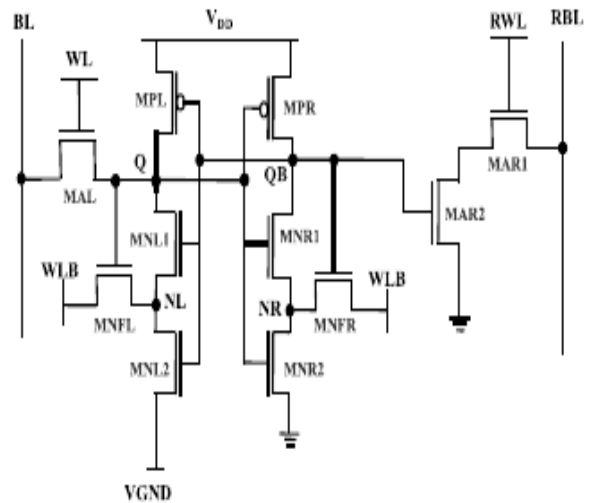 BL
V_DD
RWL
RBL
WL
MPL
MPR
MAR1
Q
QB
MAL
MAR2
MNL1
MNR1
WLB
NL
NR
WLB
MNFL
MNFR
MNL2
MNR2
VGND